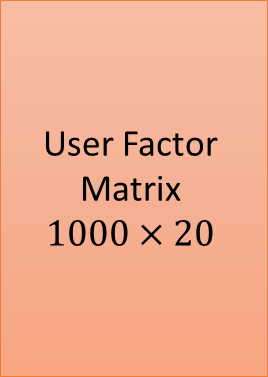 User Factor
Matrix
1000 × 20